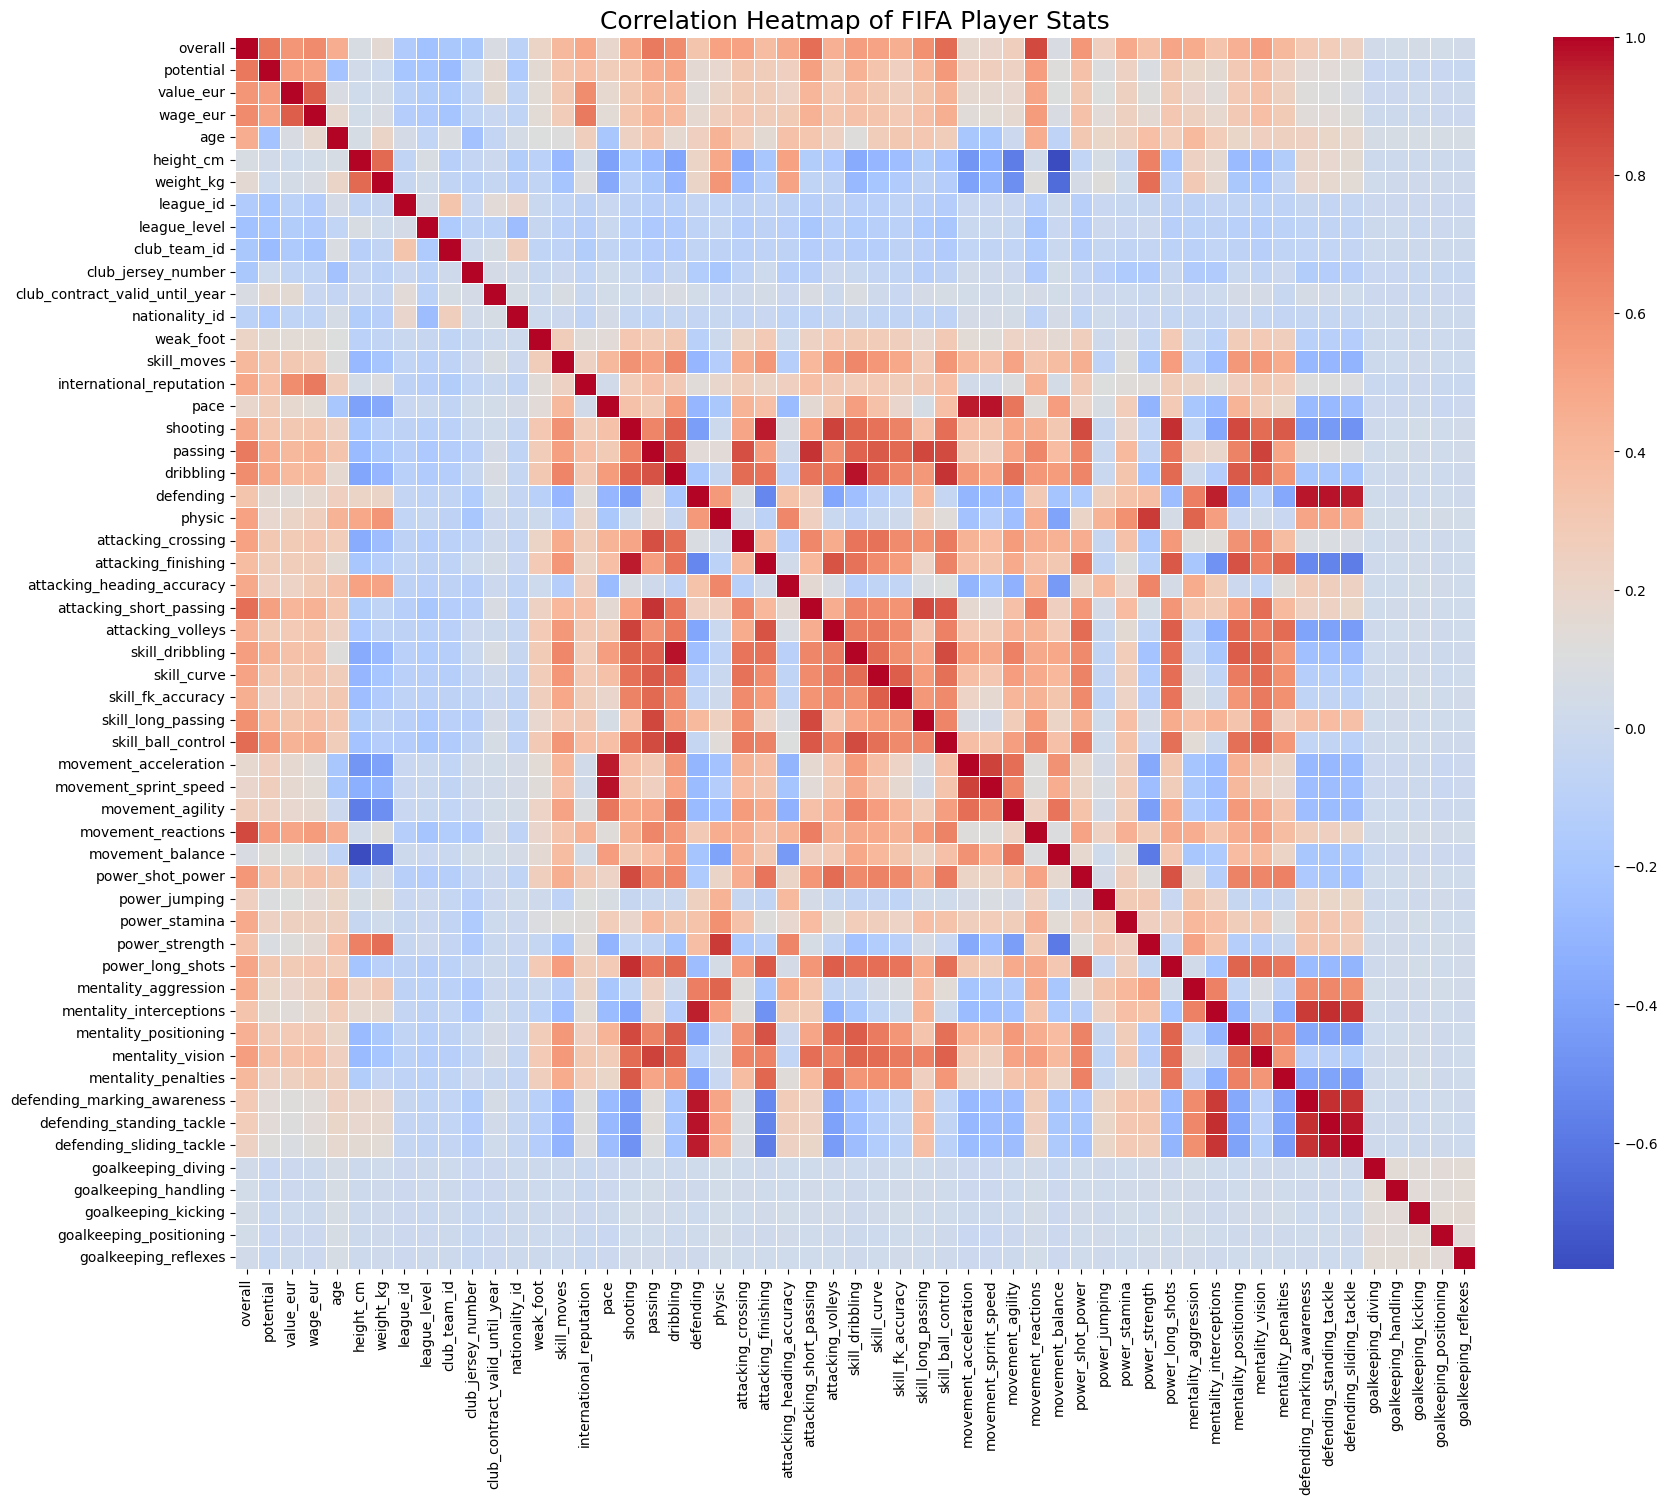 Correlation Heatmap of FIFA Player Stats
overall
potential
value_eur
wage_eur
age
height_cm
weight_kg
league_id
league_level
club_team_id
club_jersey_number
club_contract_valid_until_year
nationality_id
weak_foot
skill_moves
international_reputation
pace
shooting
passing
dribbling
defending
physic
attacking_crossing
attacking_finishing
attacking_heading_accuracy
attacking_short_passing
attacking_volleys
skill_dribbling
skill_curve
skill_fk_accuracy
skill_long_passing
skill_ball_control
movement_acceleration
movement_sprint_speed
movement_agility
movement_reactions
movement_balance
power_shot_power
power_jumping
power_stamina
power_strength
power_long_shots
mentality_aggression
mentality_interceptions
mentality_positioning
mentality_vision
mentality_penalties
defending_marking_awareness
defending_standing_tackle
defending_sliding_tackle
goalkeeping_diving
goalkeeping_handling
goalkeeping_kicking
goalkeeping_positioning
goalkeeping_reflexes
overall
potential
value_eur
wage_eur
age
height_cm
weight_kg
league_id
league_level
club_team_id
club_jersey_number
club_contract_valid_until_year
nationality_id
weak_foot
skill_moves
international_reputation
pace
shooting
passing
dribbling
defending
physic
attacking_crossing
attacking_finishing
attacking_heading_accuracy
attacking_short_passing
attacking_volleys
skill_dribbling
skill_curve
skill_fk_accuracy
skill_long_passing
skill_ball_control
movement_acceleration
movement_sprint_speed
movement_agility
movement_reactions
movement_balance
power_shot_power
power_jumping
power_stamina
power_strength
power_long_shots
mentality_aggression
mentality_interceptions
mentality_positioning
mentality_vision
mentality_penalties
defending_marking_awareness
defending_standing_tackle
defending_sliding_tackle
goalkeeping_diving
goalkeeping_handling
goalkeeping_kicking
goalkeeping_positioning
goalkeeping_reflexes
1.0
0.8
0.6
0.4
0.2
0.0
−0.2
−0.4
−0.6